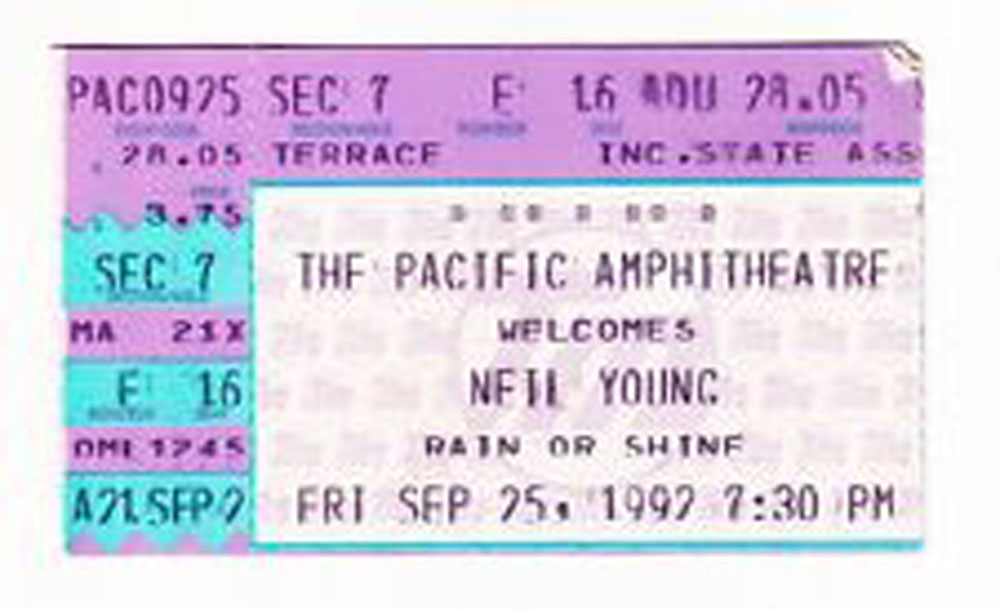 PAC0925 SEC 7 E 16 ADU 28.05
28.05 TERRACE INC.STATE ASS
3.75
SEC 7
MA 21X
E 16
OML1245
A21SEP2
THE PACIFIC AMPHITHEATRE
WELCOMES
NEIL YOUNG
RAIN OR SHINE
FRI SEP 25, 1992 7:30 PM